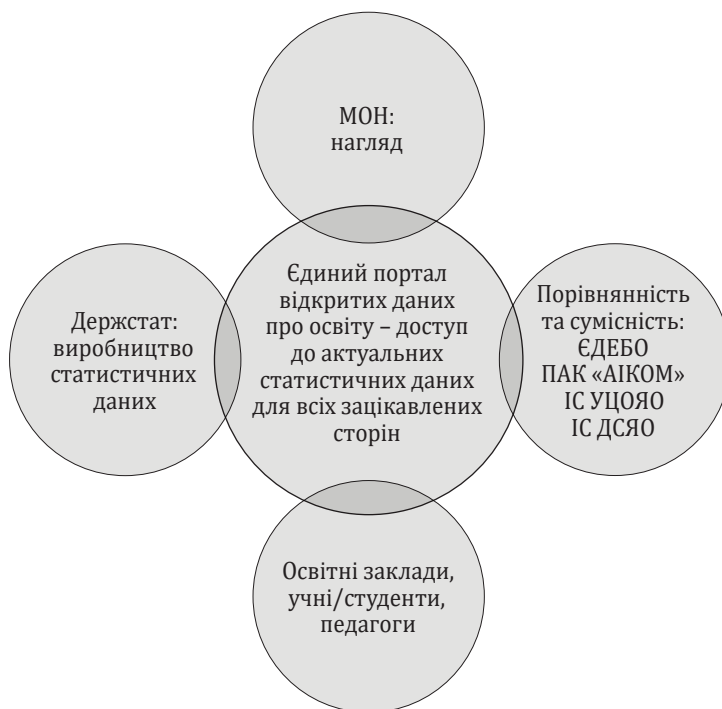 МОН:
нагляд
Держстат:
виробництво
статистичних
даних
Єдиний портал
відкритих даних
про освіту – доступ
до актуальних
статистичних даних
для всіх зацікавлених
сторін
Порівнянність
та сумісність:
ЄДЕБО
ПАК «АІКОМ»
ІС УЦОЯО
ІС ДСЯО
Освітні заклади,
учні/студенти,
педагоги